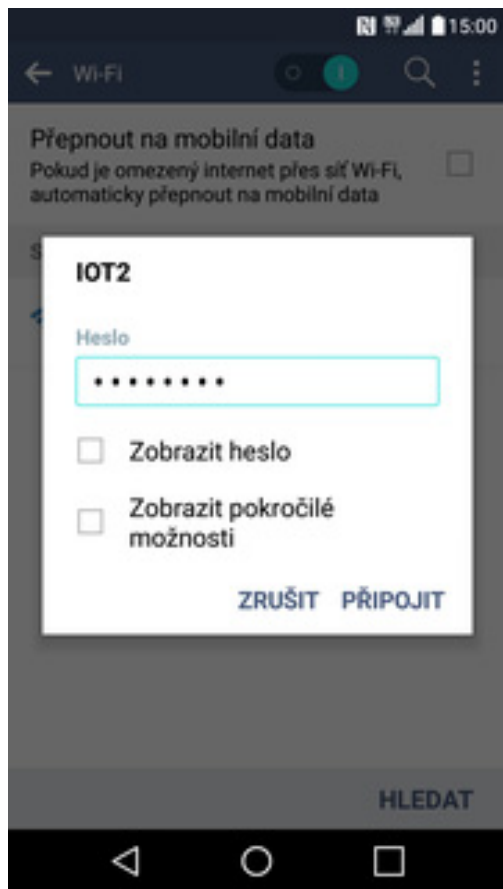 15:00
Wi-Fi
Přepnout na mobilní data
Pokud je omezený internet přes síť Wi-Fi,
automaticky přepnout na mobilní data
S
IOT2
Heslo
••••••••
Zobrazit heslo
Zobrazit pokročilé
možnosti
ZRUŠIT PŘIPOJIT
HLEDAT